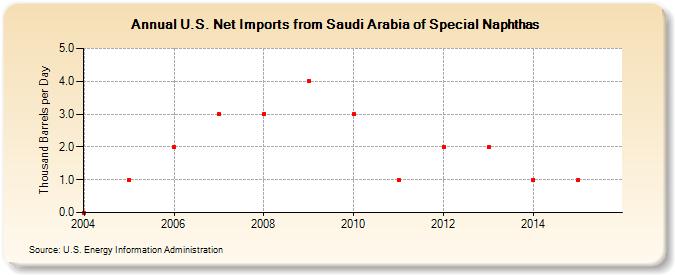 Annual U.S. Net Imports from Saudi Arabia of Special Naphthas
Thousand Barrels per Day
5.0
4.0
3.0
2.0
1.0
0.0
2004 2006 2008 2010 2012 2014
Source: U.S. Energy Information Administration